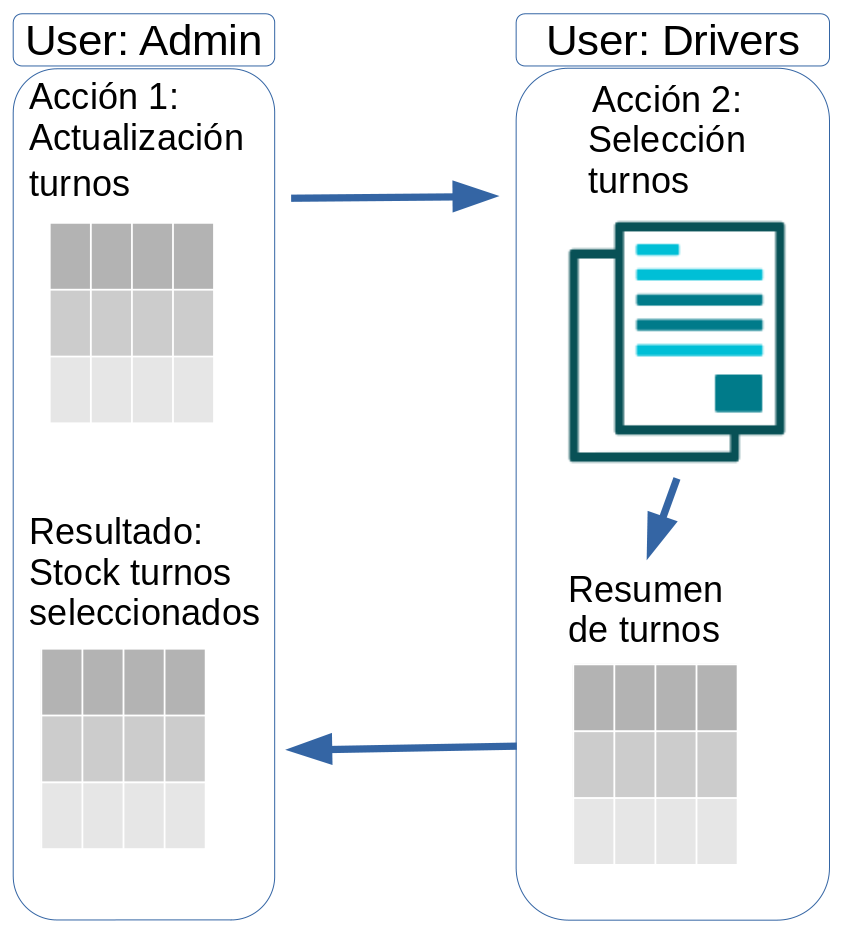 User: Admin
Acción 1:
Actualización
turnos
Resultado:
Stock turnos
seleccionados
User: Drivers
Acción 2:
Selección
turnos
Resumen
de turnos